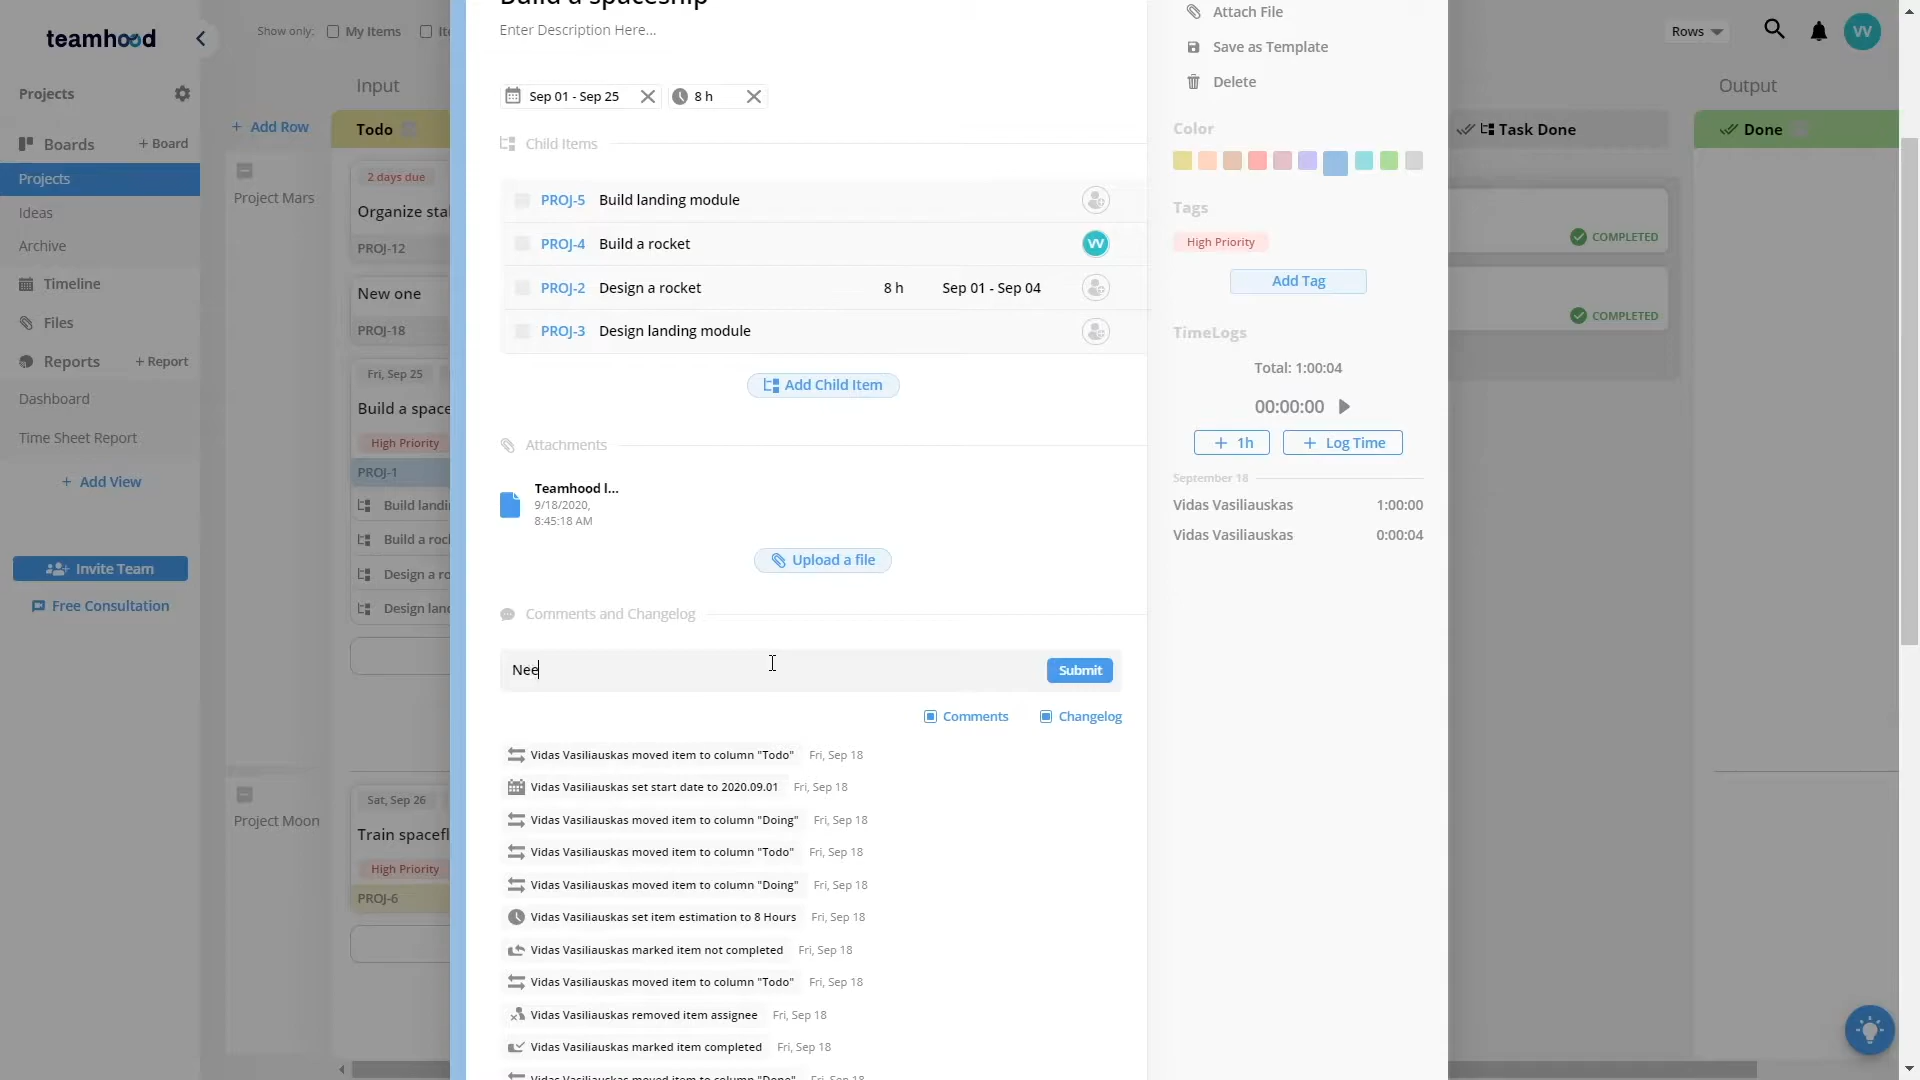 teamhood
Show only: My Items
Rows
VV
Projects
Boards + Board
Projects
Ideas
Archive
Timeline
Files
Reports + Report
Dashboard
Time Sheet Report
+ Add View
Invite Team
Free Consultation
Input
+ Add Row
Todo
Project Mars
2 days due
Organize
PROJ-12
New one
PROJ-18
Fri, Sep 25
Build a
High Priority
PROJ-1
Build
Build a
Design a
Design
Project Moon
Sat, Sep 26
Train
High Priority
PROJ-6
Build a spaceship
Enter Description Here...
Sep 01 - Sep 25
8 h
Child Items
PROJ-5 Build landing module
PROJ-4 Build a rocket VV
PROJ-2 Design a rocket 8 h Sep 01 - Sep 04
PROJ-3 Design landing module
Add Child Item
Attachments
Teamhood l...
9/18/2020,
8:45:18 AM
Upload a file
Comments and Changelog
Nee
Submit
Comments Changelog
Vidas Vasiliauskas moved item to column "Todo" Fri, Sep 18
Vidas Vasiliauskas set start date to 2020.09.01 Fri, Sep 18
Vidas Vasiliauskas moved item to column "Doing" Fri, Sep 18
Vidas Vasiliauskas moved item to column "Todo" Fri, Sep 18
Vidas Vasiliauskas moved item to column "Doing" Fri, Sep 18
Vidas Vasiliauskas set item estimation to 8 Hours Fri, Sep 18
Vidas Vasiliauskas marked item not completed Fri, Sep 18
Vidas Vasiliauskas moved item to column "Todo" Fri, Sep 18
Vidas Vasiliauskas removed item assignee Fri, Sep 18
Vidas Vasiliauskas marked item completed Fri, Sep 18
Vidas Vasiliauskas moved item to column "Done" Fri, Sep 18
Attach File
Save as Template
Delete
Color
Tags
High Priority
Add Tag
TimeLogs
Total: 1:00:04
00:00:00
+ 1h
+ Log Time
September 18
Vidas Vasiliauskas 1:00:00
Vidas Vasiliauskas 0:00:04
Task Done
COMPLETED
COMPLETED
Output
Done